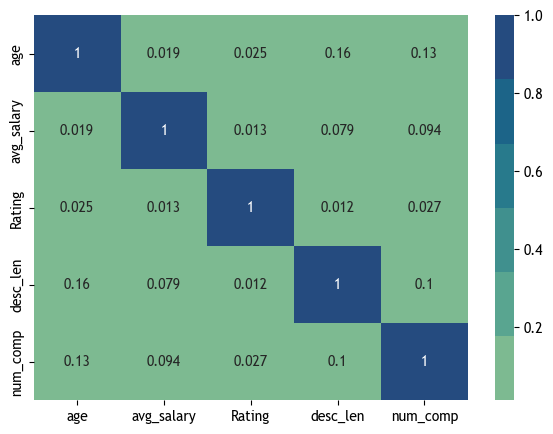 age 1 0.019 0.025 0.16 0.13
avg_salary 0.019 1 0.013 0.079 0.094
Rating 0.025 0.013 1 0.012 0.027
desc_len 0.16 0.079 0.012 1 0.1
num_comp 0.13 0.094 0.027 0.1 1
age avg_salary Rating desc_len num_comp
1.0
0.8
0.6
0.4
0.2